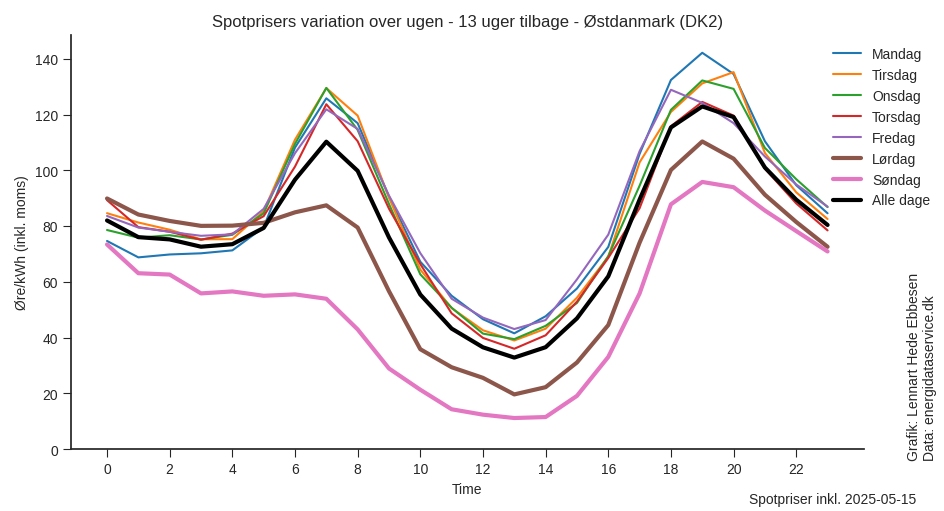 Spotprisers variation over ugen - 13 uger tilbage - Østdanmark (DK2)
Øre/kWh (inkl. moms)
140
120
100
80
60
40
20
0
0 2 4 6 8 10 12 14 16 18 20 22
Time
Mandag
Tirsdag
Onsdag
Torsdag
Fredag
Lørdag
Søndag
Alle dage
Grafik: Lennart Hede Ebbesen
Data: energidataservice.dk
Spotpriser inkl. 2025-05-15